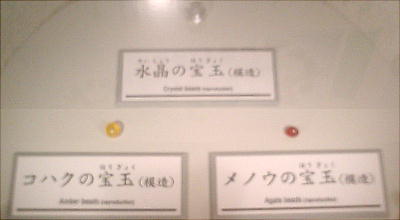 すいしょう ほうぎょく
水晶の宝玉(模造)
Crystal beads (reproduction)
ほうぎょく
コハクの宝玉(模造)
Amber beads (reproduction)
ほうぎょく
メノウの宝玉(模造)
Agate beads (reproduction)